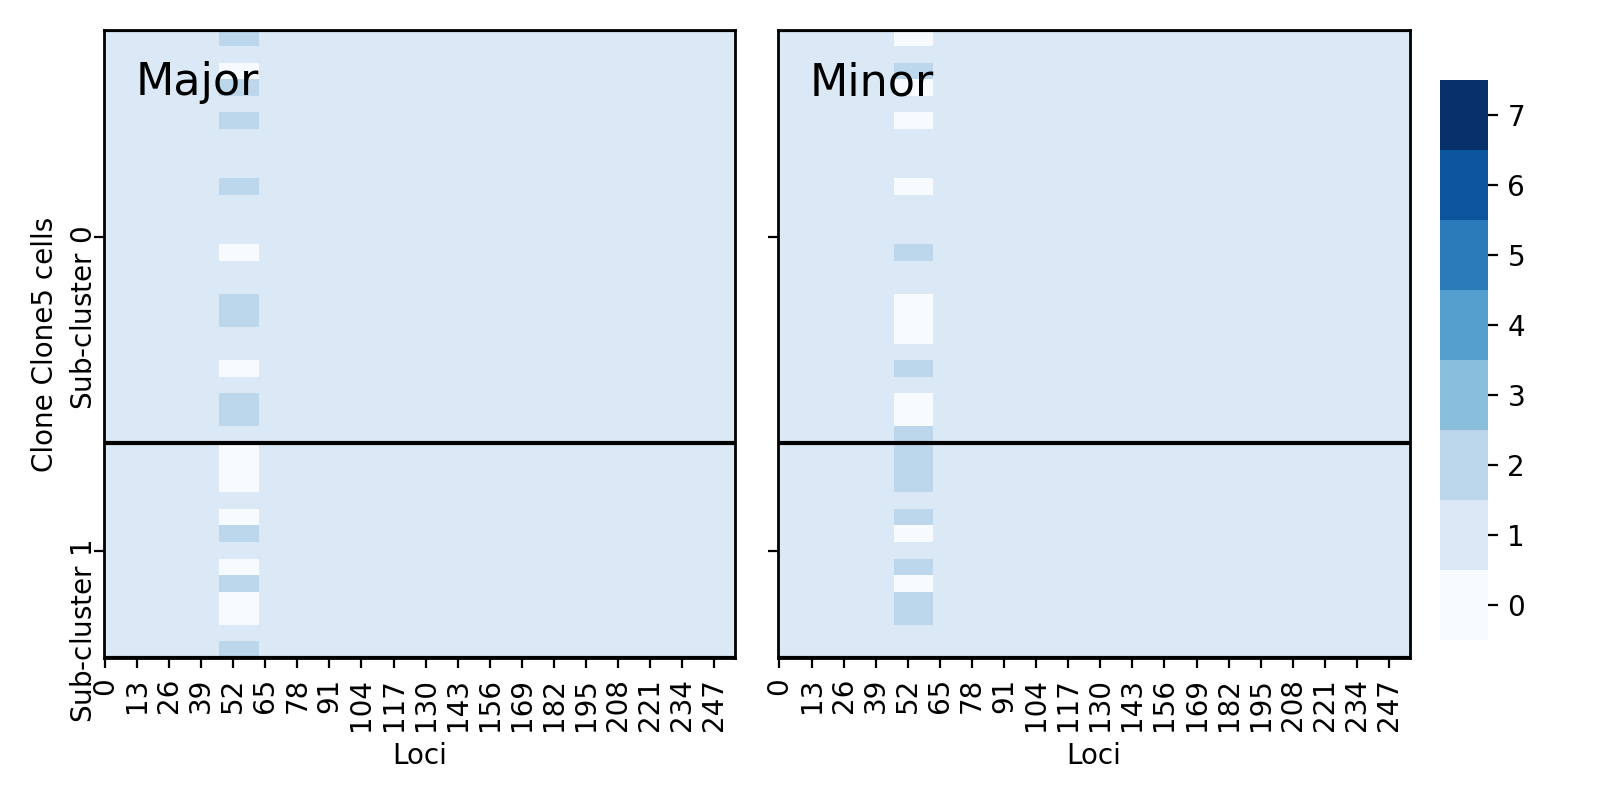 Major
Minor
Clone Clone5 cells
Sub-cluster 0
Sub-cluster 1
0 13 26 39 52 65 78 91 104 117 130 143 156 169 182 195 208 221 234 247
Loci
0 13 26 39 52 65 78 91 104 117 130 143 156 169 182 195 208 221 234 247
Loci
7
6
5
4
3
2
1
0